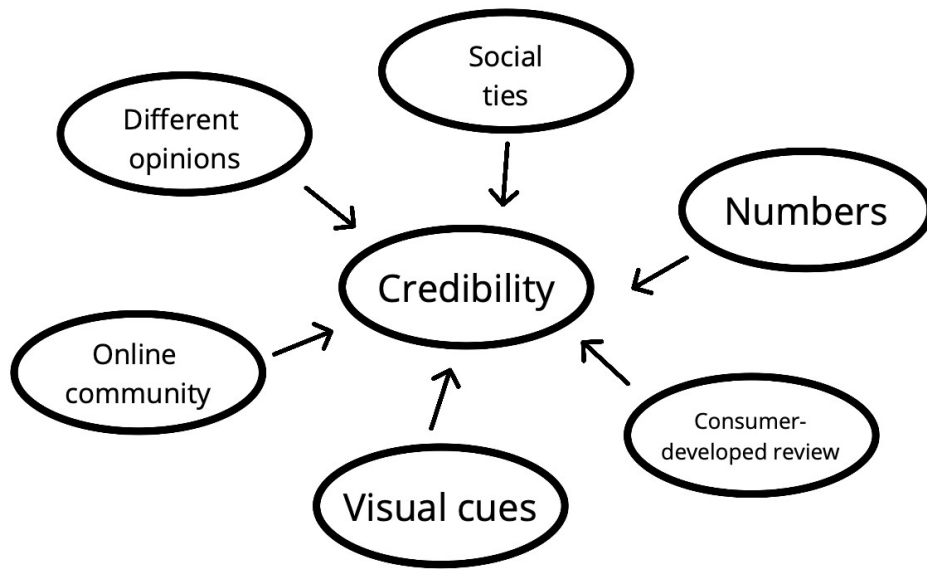 Social
ties
Different
opinions
Numbers
Credibility
Online
community
Consumer-
developed review
Visual cues